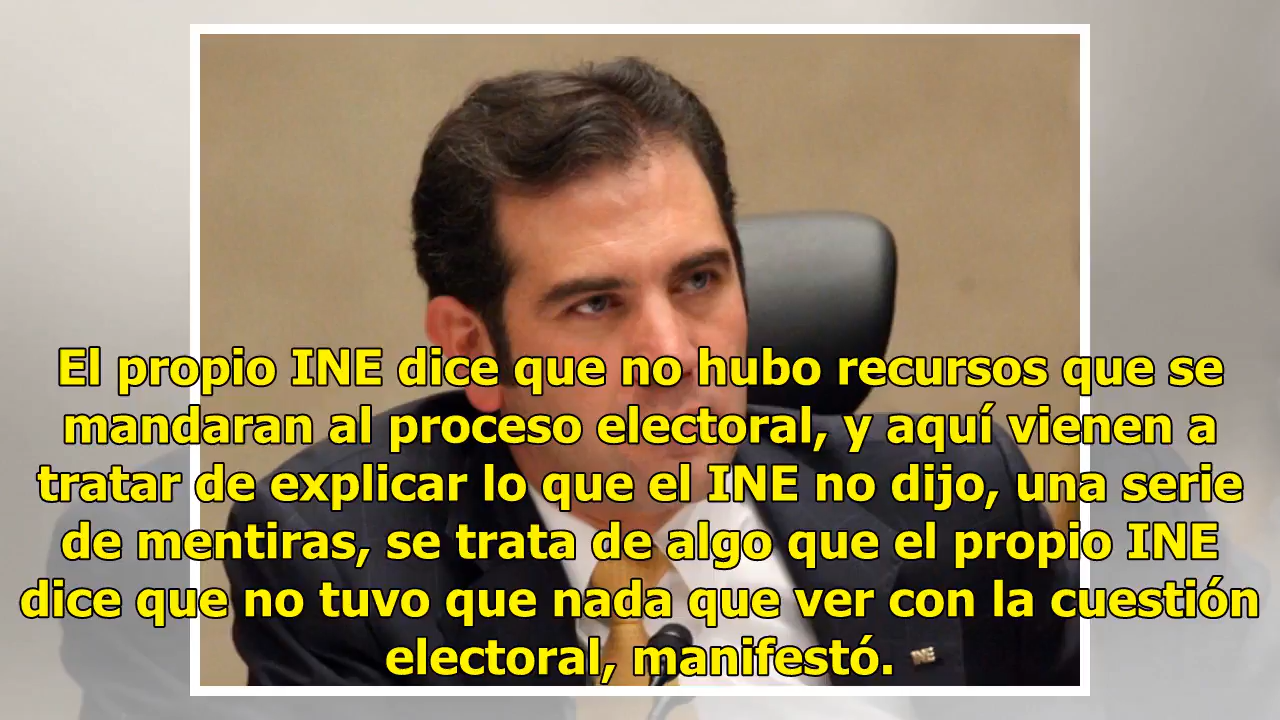 El propio INE dice que no hubo recursos que se
mandaran al proceso electoral, y aquí vienen a
tratar de explicar lo que el INE no dijo, una serie
de mentiras, se trata de algo que el propio INE
dice que no tuvo que nada que ver con la cuestión
electoral, manifestó.
INE